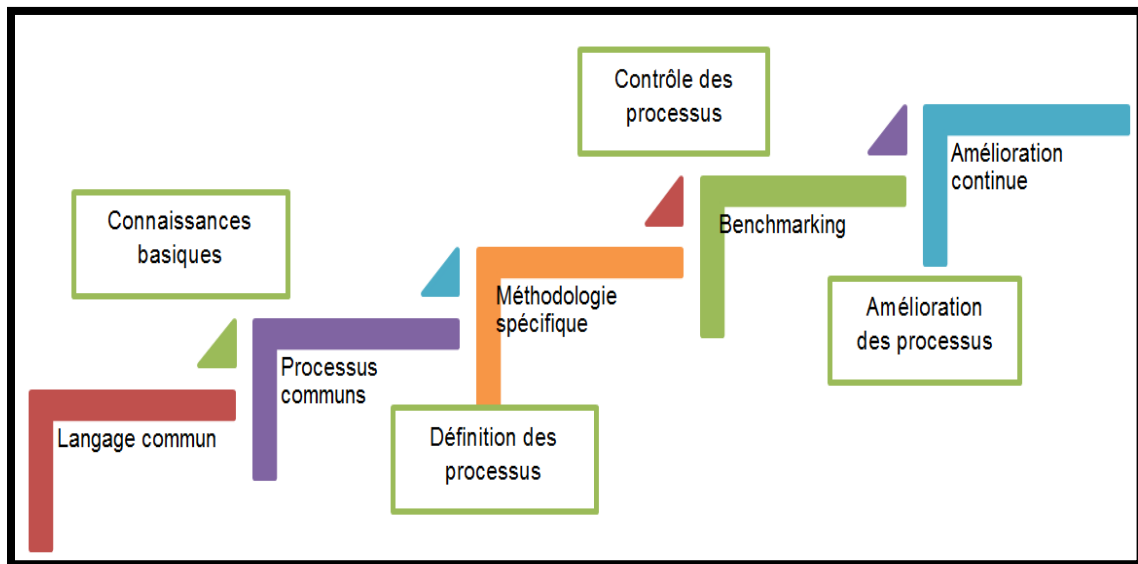 Contrôle des
processus
Amélioration
continue
Connaissances
basiques
Benchmarking
Méthodologie
spécifique
Amélioration
des processus
Processus
communs
Langage commun
Définition des
processus